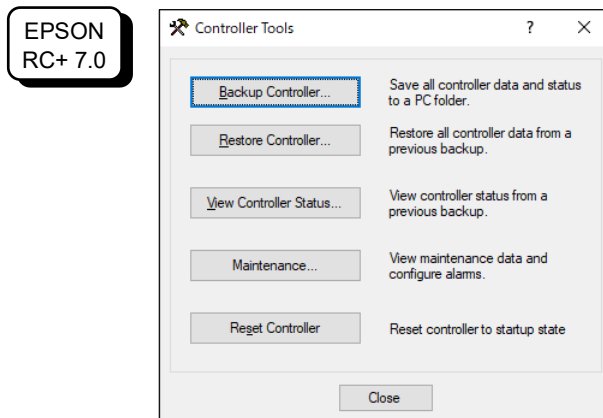 EPSON
RC+ 7.0
Controller Tools
?
Backup Controller...
Save all controller data and status
to a PC folder.
Restore Controller...
Restore all controller data from a
previous backup.
View Controller Status...
View controller status from a
previous backup.
Maintenance...
View maintenance data and
configure alarms.
Reset Controller
Reset controller to startup state
Close